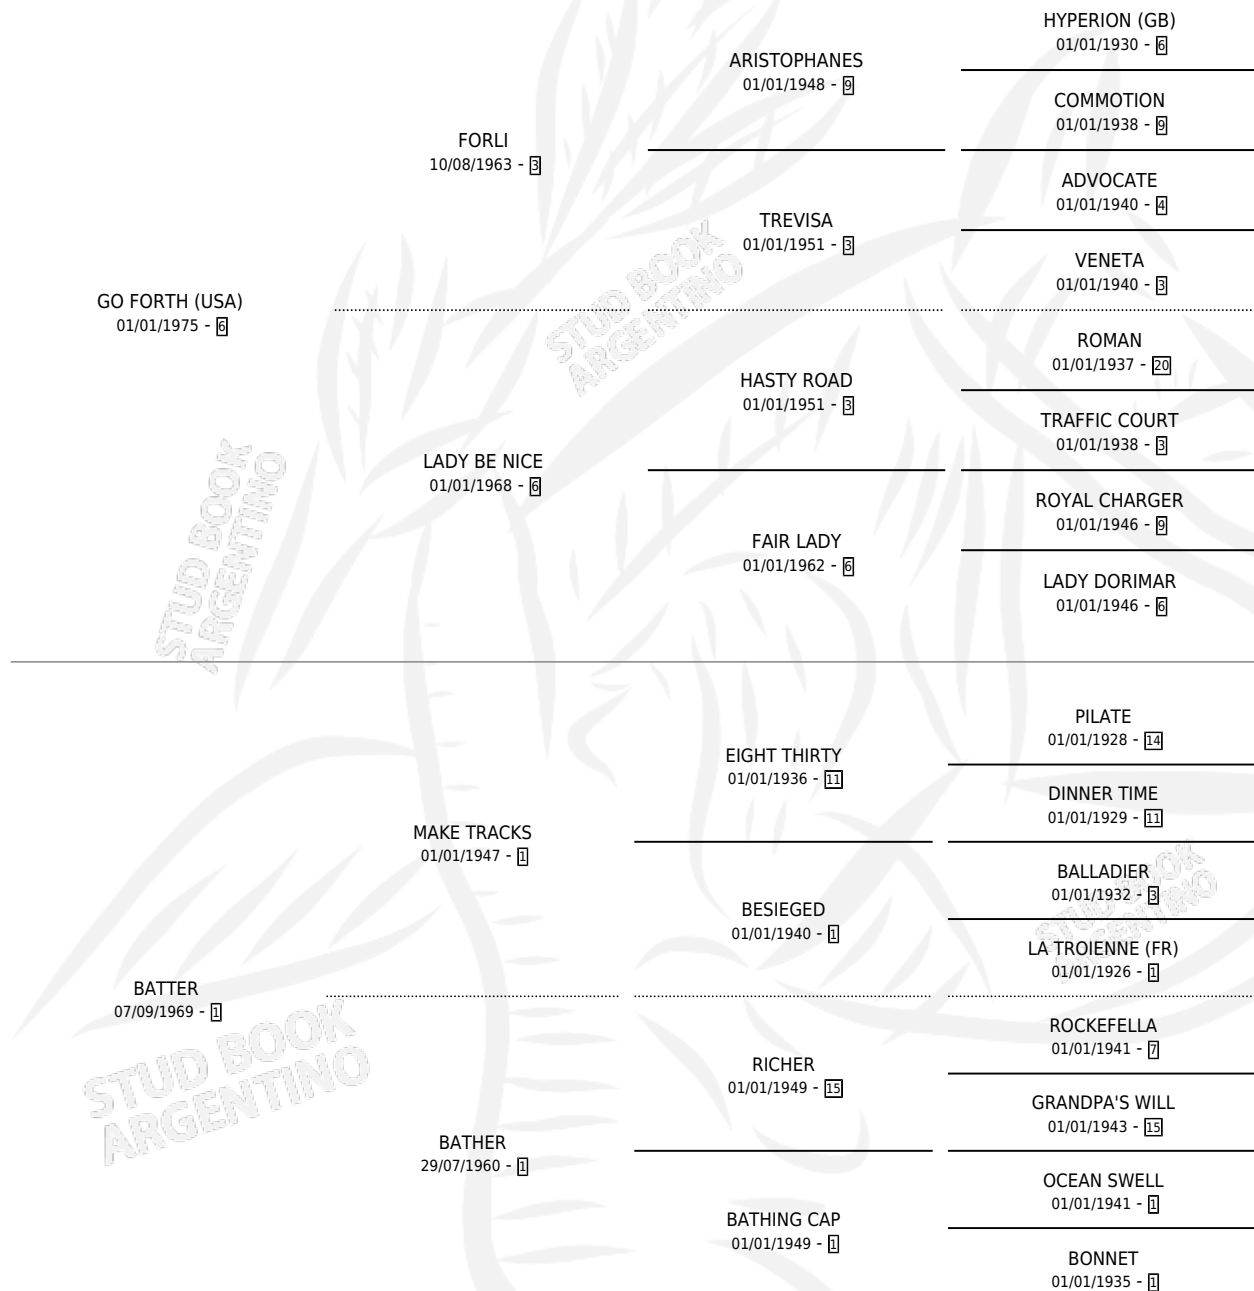 HYPERION (GB)
01/01/1930 - 6
ARISTOPHANES
01/01/1948 - 9
COMMOTION
01/01/1938 - 9
FORLI
10/08/1963 - 3
ADVOCATE
01/01/1940 - 4
TREVISA
01/01/1951 - 3
VENETA
01/01/1940 - 3
GO FORTH (USA)
01/01/1975 - 6
ROMAN
01/01/1937 - 20
HASTY ROAD
01/01/1951 - 3
TRAFFIC COURT
01/01/1938 - 3
LADY BE NICE
01/01/1968 - 6
ROYAL CHARGER
01/01/1946 - 9
FAIR LADY
01/01/1962 - 6
LADY DORIMAR
01/01/1946 - 6
PILATE
01/01/1928 - 14
EIGHT THIRTY
01/01/1936 - 11
DINNER TIME
01/01/1929 - 11
MAKE TRACKS
01/01/1947 - 1
BALLADIER
01/01/1932 - 3
BESIEGED
01/01/1940 - 1
LA TROIENNE (FR)
01/01/1926 - 1
BATTER
07/09/1969 - 1
ROCKEFELLA
01/01/1941 - 7
RICHER
01/01/1949 - 15
GRANDPA'S WILL
01/01/1943 - 15
BATHER
29/07/1960 - 1
OCEAN SWELL
01/01/1941 - 1
BATHING CAP
01/01/1949 - 1
BONNET
01/01/1935 - 1
STUD BOOK
ARGENTINO
STUD BOOK
ARGENTINO
STUD BOOK
ARGENTINO
STUD BOOK
ARGENTINO